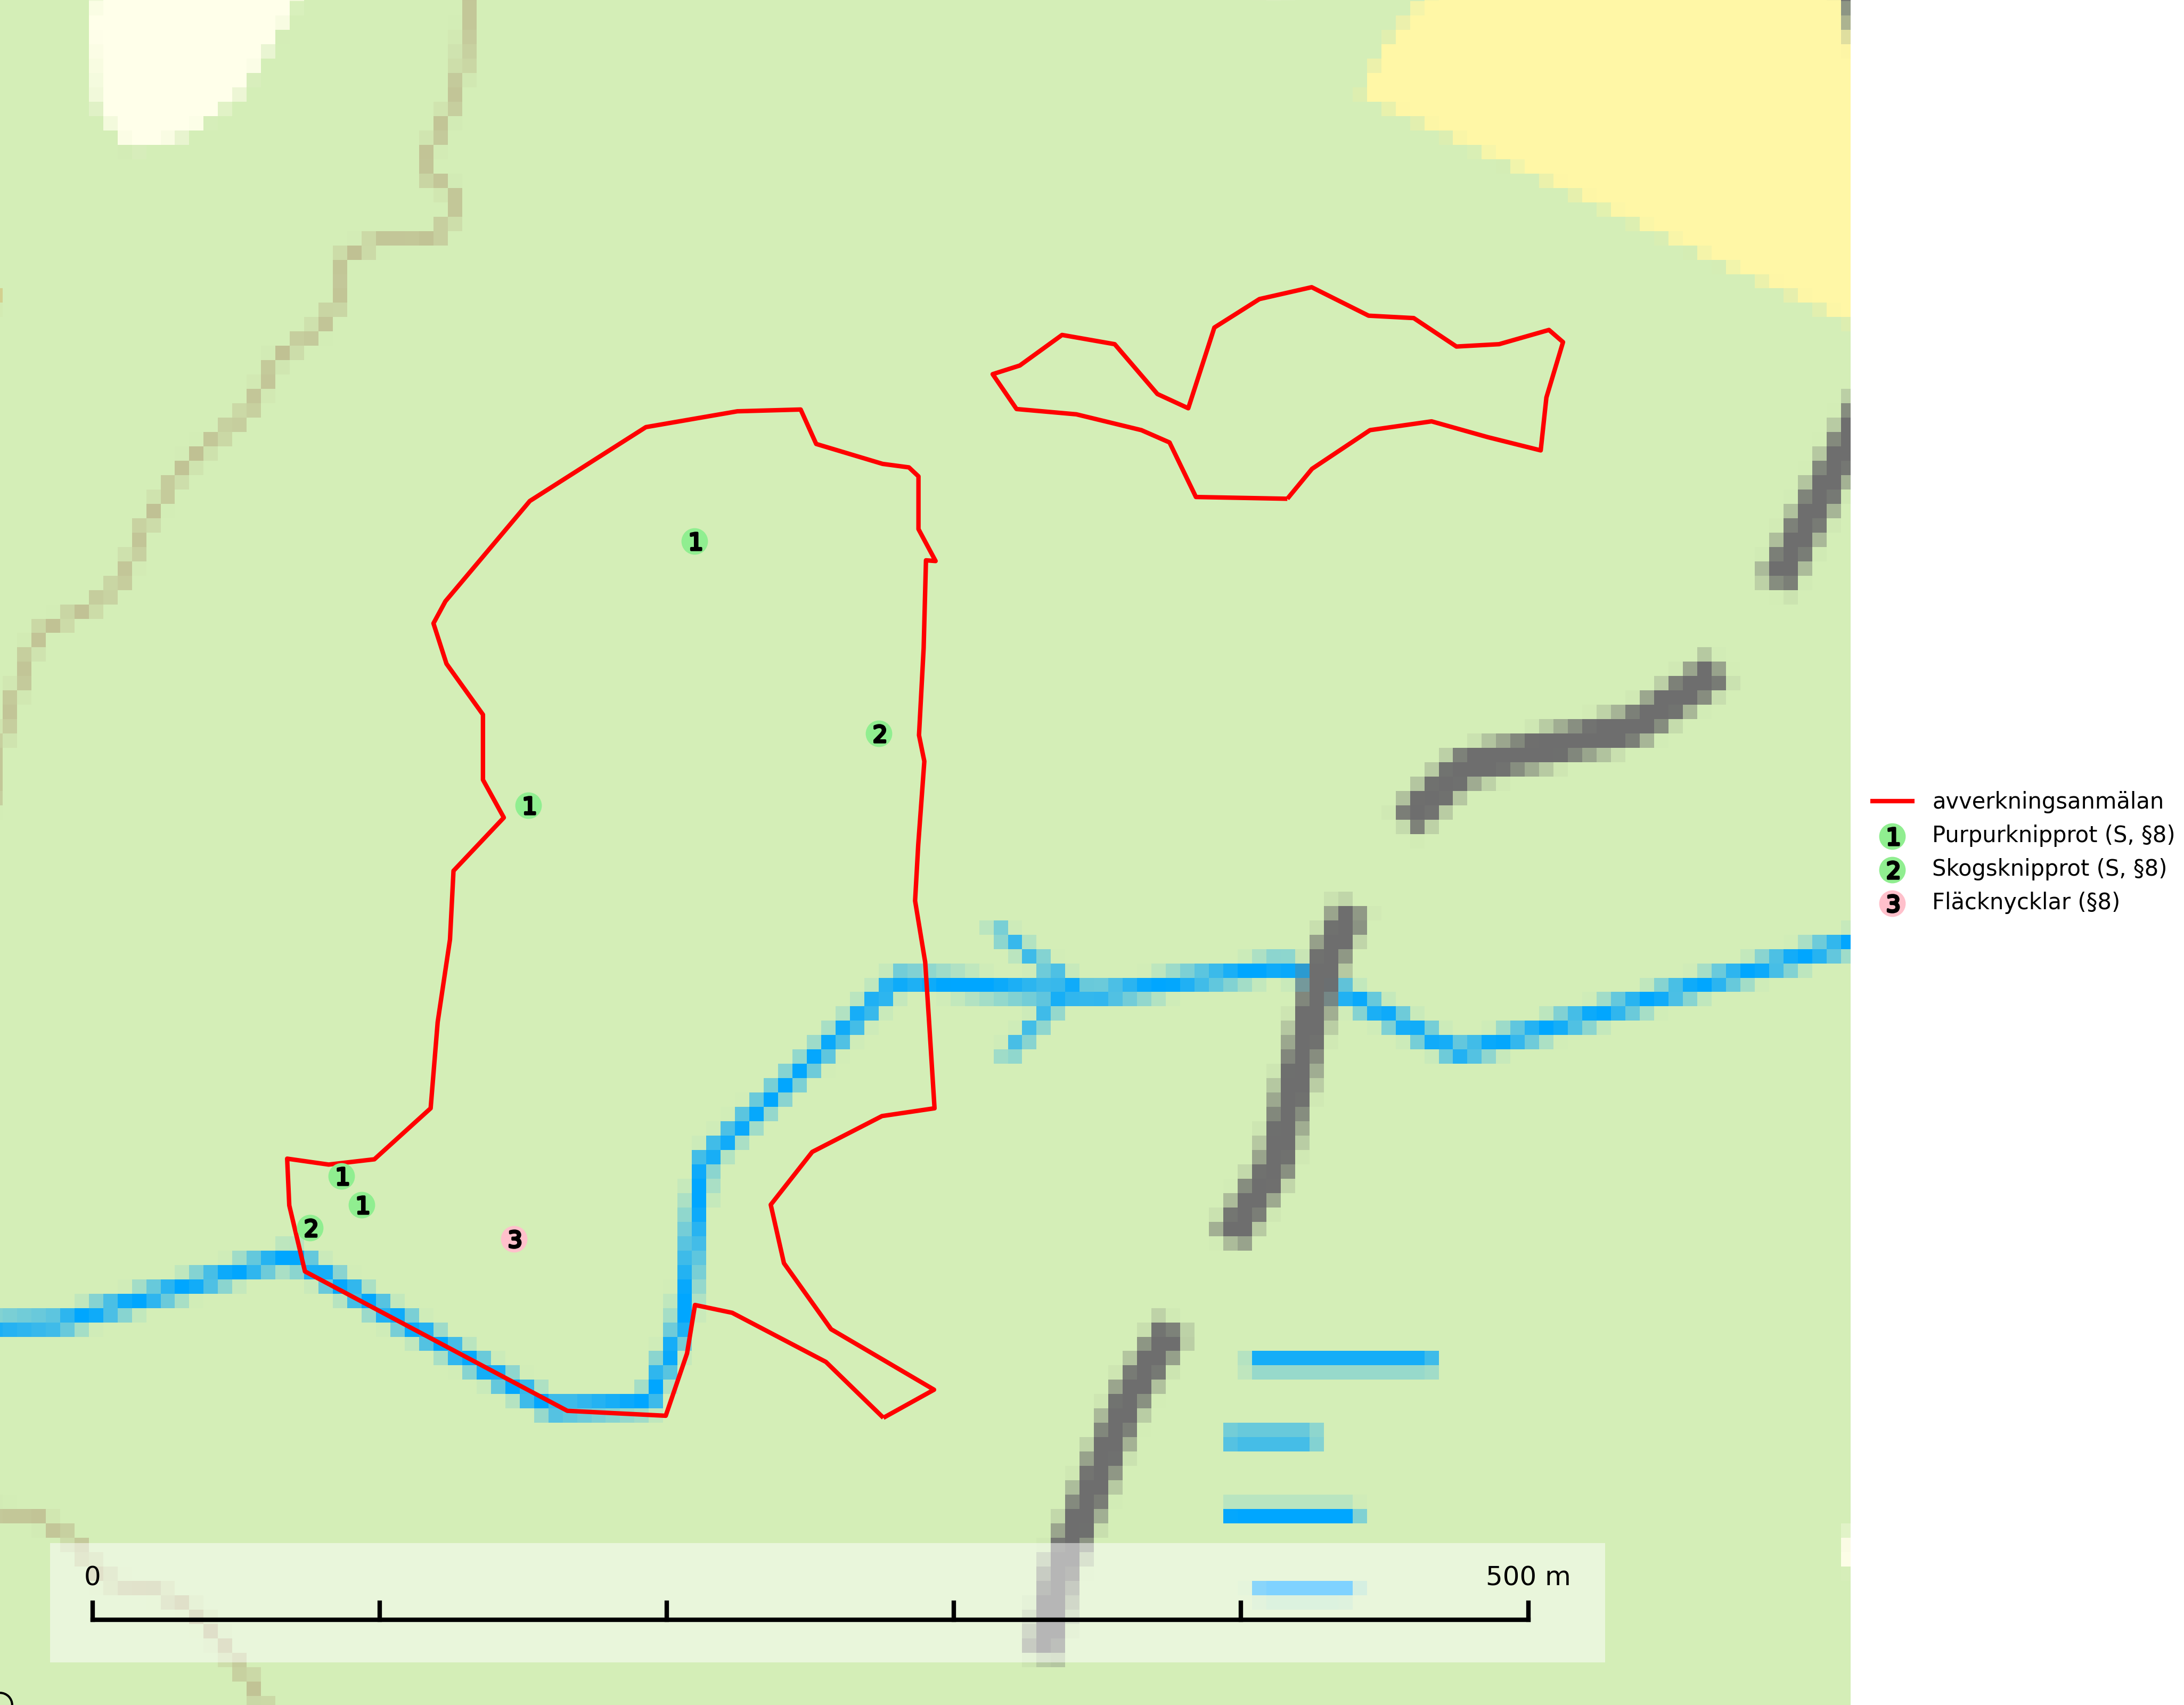 1
2
1
1
1
2
3
avverkningsanmälan
1 Purpurknipprot (S, §8)
2 Skogsknipprot (S, §8)
3 Fläcknycklar (§8)
0 500 m